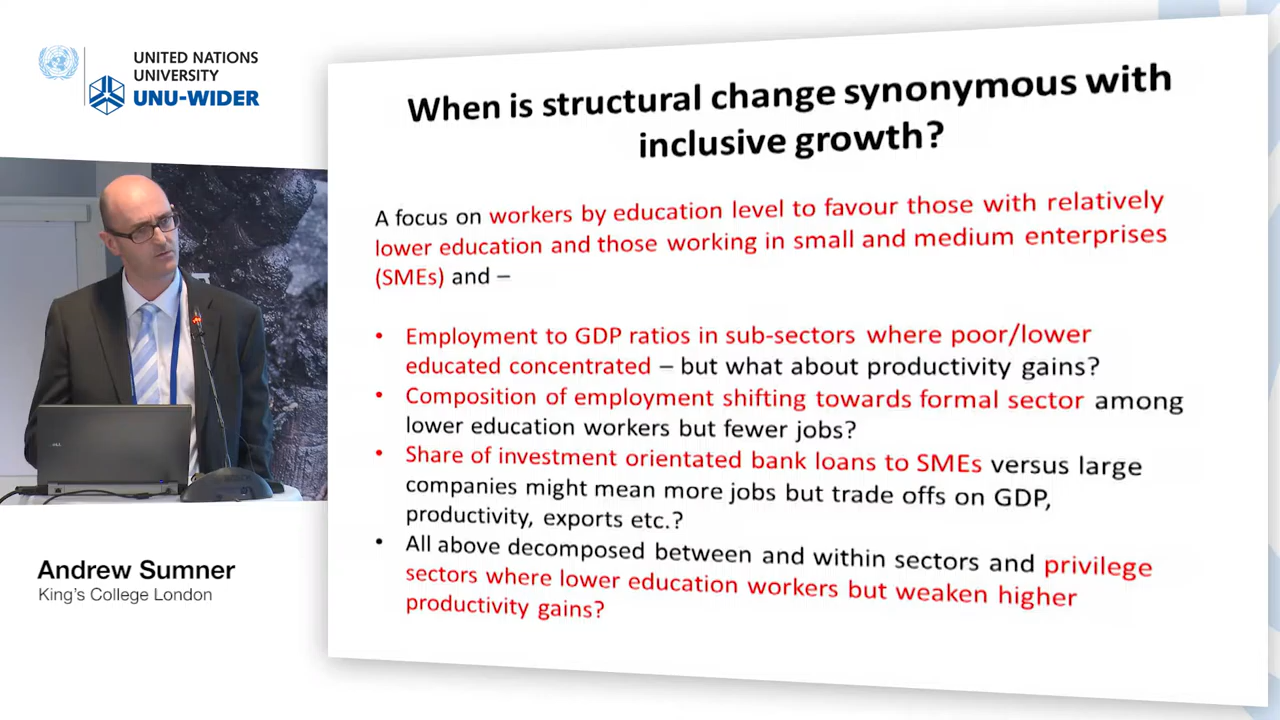 UNITED NATIONS
UNIVERSITY
UNU-WIDER
When is structural change synonymous with
inclusive growth?
A focus on workers by education level to favour those with relatively
lower education and those working in small and medium enterprises
(SMEs) and –
• Employment to GDP ratios in sub-sectors where poor/lower
educated concentrated – but what about productivity gains?
• Composition of employment shifting towards formal sector among
lower education workers but fewer jobs?
• Share of investment orientated bank loans to SMEs versus large
companies might mean more jobs but trade offs on GDP,
productivity, exports etc.?
• All above decomposed between and within sectors and privilege
sectors where lower education workers but weaken higher
productivity gains?
DELL
Andrew Sumner
King's College London